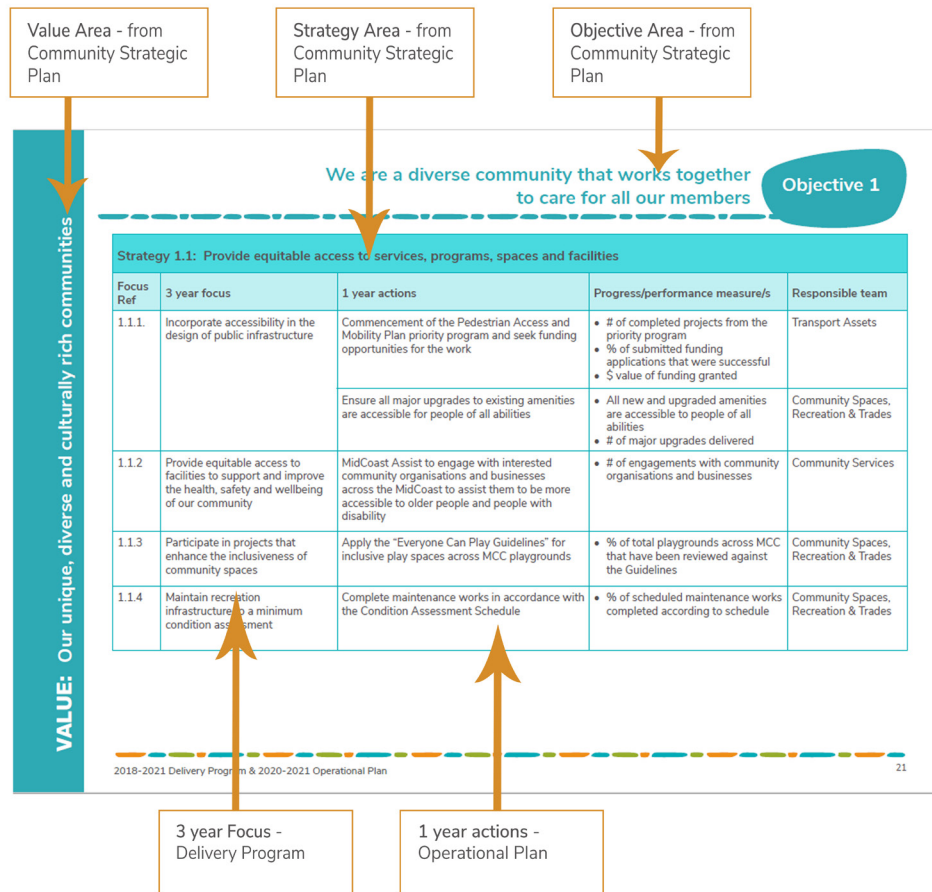 Value Area - from
Community Strategic
Plan
Strategy Area - from
Community Strategic
Plan
Objective Area - from
Community Strategic
Plan
We are a diverse community that works together
to care for all our members
Objective 1
VALUE: Our unique, diverse and culturally rich communities
Strategy 1.1: Provide equitable access to services, programs, spaces and facilities
Focus
Ref
3 year focus
1 year actions
Progress/performance measure/s
Responsible team
1.1.1.
Incorporate accessibility in the
design of public infrastructure
Commencement of the Pedestrian Access and
Mobility Plan priority program and seek funding
opportunities for the work
• # of completed projects from the
priority program
• % of submitted funding
applications that were successful
• $ value of funding granted
Transport Assets
Ensure all major upgrades to existing amenities
are accessible for people of all abilities
• All new and upgraded amenities
are accessible to people of all
abilities
• # of major upgrades delivered
Community Spaces,
Recreation & Trades
1.1.2
Provide equitable access to
facilities to support and improve
the health, safety and wellbeing
of our community
MidCoast Assist to engage with interested
community organisations and businesses
across the MidCoast to assist them to be more
accessible to older people and people with
disability
• # of engagements with community
organisations and businesses
Community Services
1.1.3
Participate in projects that
enhance the inclusiveness of
community spaces
Apply the "Everyone Can Play Guidelines" for
inclusive play spaces across MCC playgrounds
• % of total playgrounds across MCC
that have been reviewed against
the Guidelines
Community Spaces,
Recreation & Trades
1.1.4
Maintain recreation
infrastructure to a minimum
condition assessment
Complete maintenance works in accordance with
the Condition Assessment Schedule
• % of scheduled maintenance works
completed according to schedule
Community Spaces,
Recreation & Trades
2018-2021 Delivery Program & 2020-2021 Operational Plan
21
3 year Focus -
Delivery Program
1 year actions -
Operational Plan